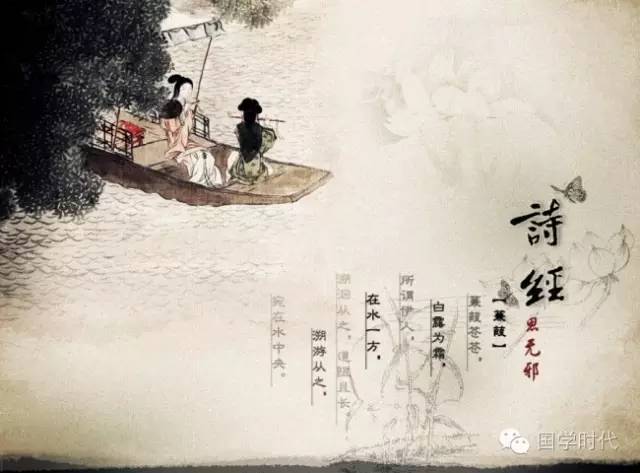 詩經
思无邪
【蒹葭】
蒹葭苍苍，
白露为霜。
所谓伊人，
在水一方，
溯洄从之，道阻且长
溯游从之，
宛在水中央。
国学时代